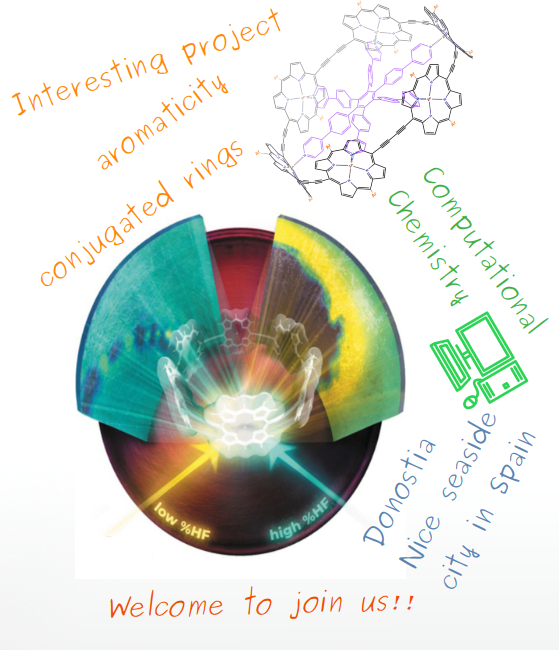 Interesting project
aromaticity
conjugated rings
Computational
Chemistry
low %HF
high %HF
Donostia
Nice seaside
city in Spain
Welcome to join us!!